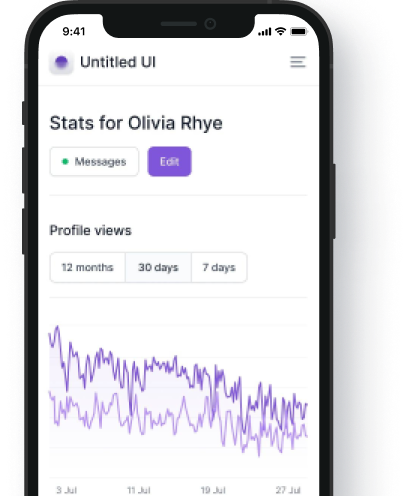 9:41
Untitled UI
Stats for Olivia Rhye
Messages Edit
Profile views
12 months 30 days 7 days
3 Jul 11 Jul 19 Jul 27 Jul